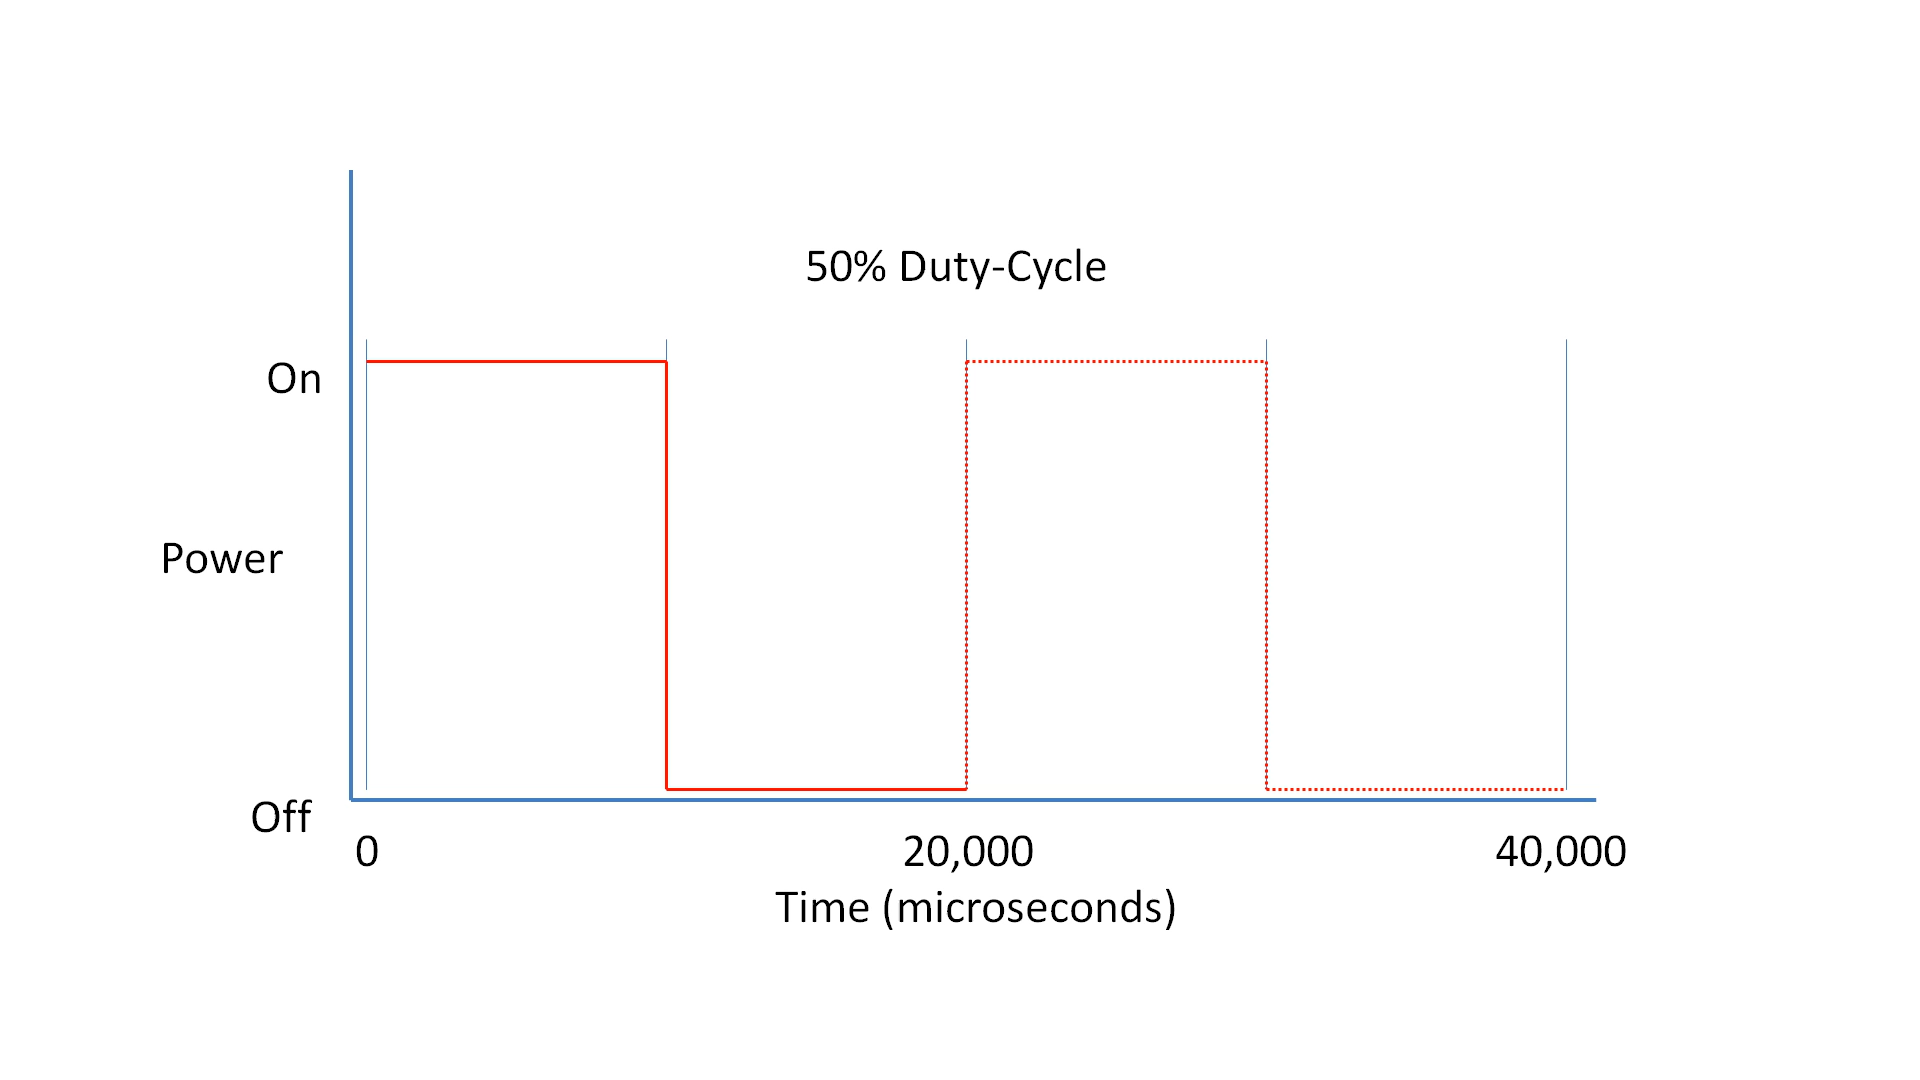 50% Duty-Cycle
On
Power
Off
0 20,000 40,000
Time (microseconds)